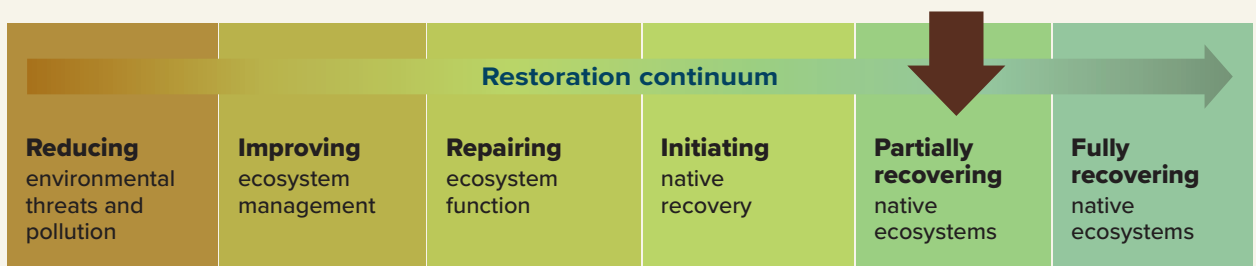 Restoration continuum
Reducing
environmental
threats and
pollution
Improving
ecosystem
management
Repairing
ecosystem
function
Initiating
native
recovery
Partially
recovering
native
ecosystems
Fully
recovering
native
ecosystems